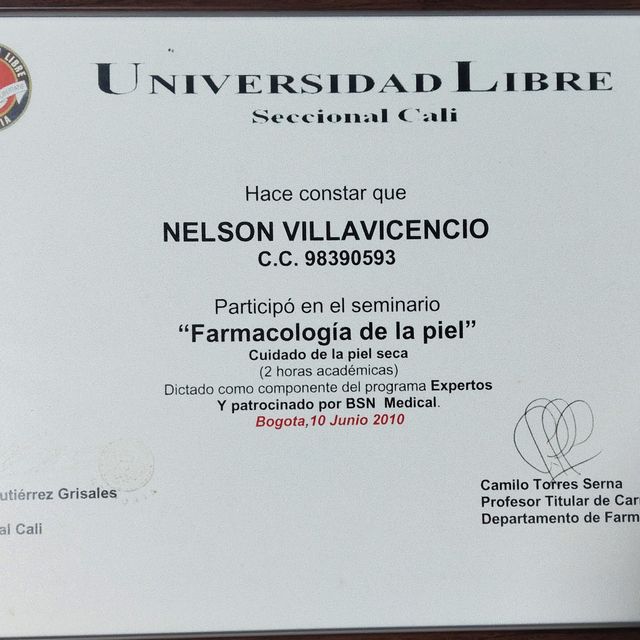 UNIVERSIDAD LIBRE
Seccional Cali
Hace constar que
NELSON VILLAVICENCIO
C.C. 98390593
Participó en el seminario
“Farmacología de la piel”
Cuidado de la piel seca
(2 horas académicas)
Dictado como componente del programa Expertos
Y patrocinado por BSN Medical.
Bogota,10 Junio 2010
utiérrez Grisales
al Cali
Camilo Torres Serna
Profesor Titular de Car
Departamento de Farm